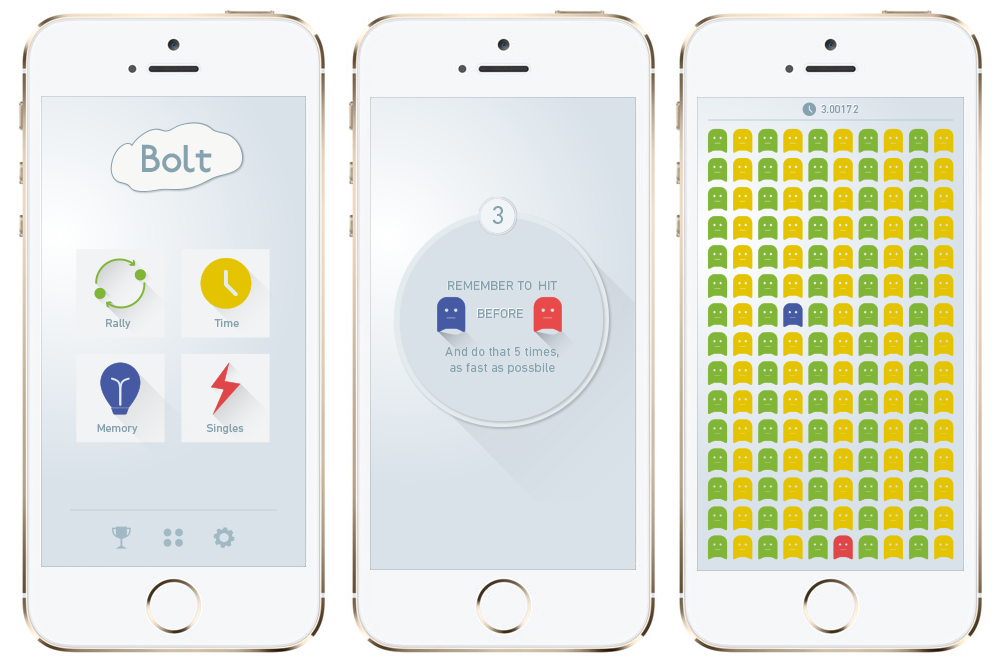 Bolt
Rally
Time
Memory
Singles
3
REMEMBER TO HIT
BEFORE
And do that 5 times,
as fast as possbile
3.00172